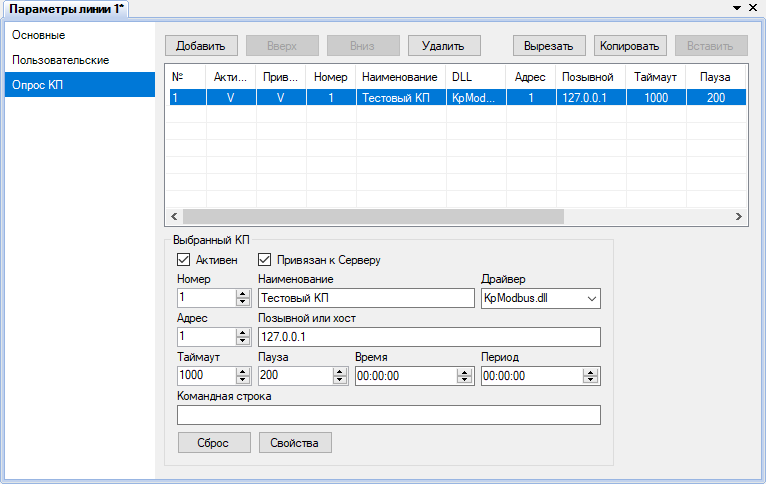 Параметры линии 1*
Основные
Пользовательские
Опрос КП
Добавить Вверх Вниз Удалить Вырезать Копировать Вставить
№ Акти... Прив... Номер Наименование DLL Адрес Позывной Таймаут Пауза
1 V V 1 Тестовый КП KpMod... 1 127.0.0.1 1000 200
Выбранный КП
Активен Привязан к Серверу
Номер Наименование Драйвер
1 Тестовый КП KpModbus.dll
Адрес Позывной или хост
1 127.0.0.1
Таймаут Пауза Время Период
1000 200 00:00:00 00:00:00
Командная строка
Сброс Свойства